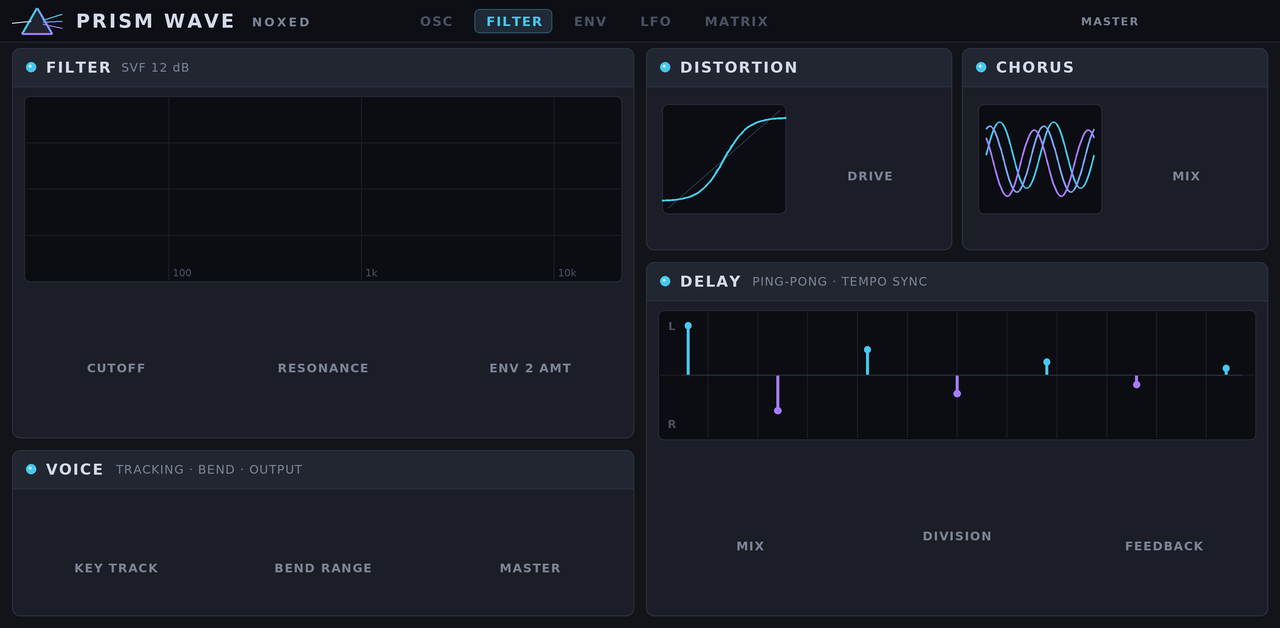 PRISM WAVE NOXED OSC FILTER ENV LFO MATRIX MASTER
FILTER SVF 12 dB
100 1k 10k
CUTOFF RESONANCE ENV 2 AMT
VOICE TRACKING · BEND · OUTPUT
KEY TRACK BEND RANGE MASTER
DISTORTION
DRIVE
CHORUS
MIX
DELAY PING-PONG · TEMPO SYNC
L
R
MIX DIVISION FEEDBACK